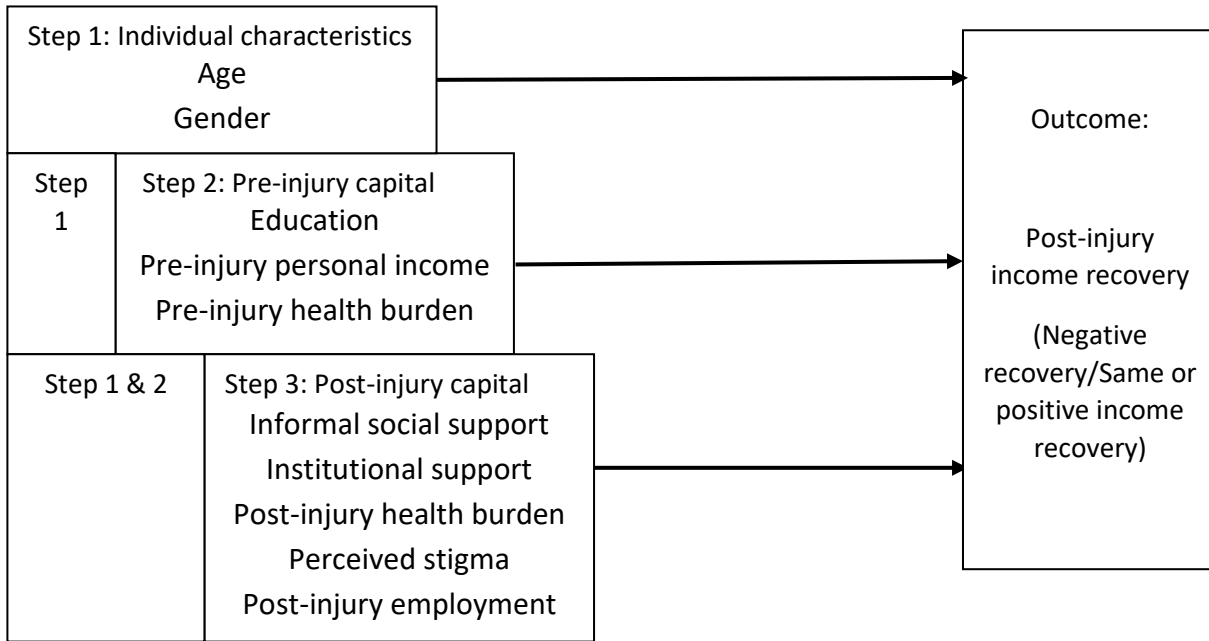 Step 1: Individual characteristics
Age
Gender
Step
1
Step 2: Pre-injury capital
Education
Pre-injury personal income
Pre-injury health burden
Step 1 & 2
Step 3: Post-injury capital
Informal social support
Institutional support
Post-injury health burden
Perceived stigma
Post-injury employment
Outcome:
Post-injury
income recovery
(Negative
recovery/Same or
positive income
recovery)